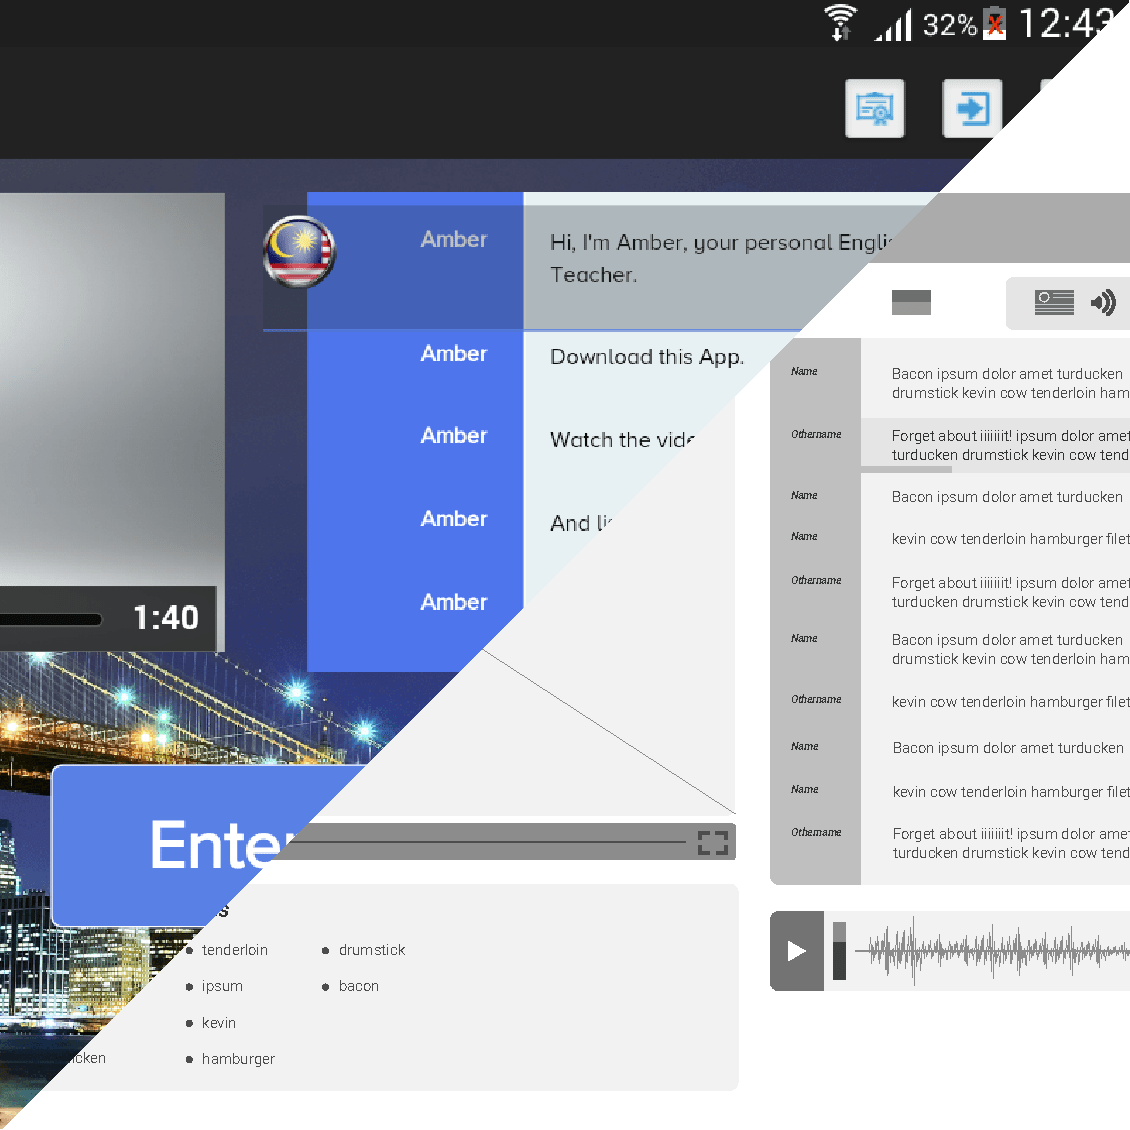 32%
12:43
Amber
Hi, I'm Amber, your personal
Teacher.
Amber
Download this App.
Amber
Watch the
Amber
And
Amber
1:40
Name
Bacon ipsum dolor amet turducken
drumstick kevin cow tenderloin ham
Othername
Forget about iiiiiiit! ipsum dolor amet
turducken drumstick kevin cow tend
Name
Bacon ipsum dolor amet turducken
Name
kevin cow tenderloin hamburger filet
Othername
Forget about iiiiiiit! ipsum dolor amet
turducken drumstick kevin cow tend
Name
Bacon ipsum dolor amet turducken
drumstick kevin cow tenderloin ham
Othername
kevin cow tenderloin hamburger filet
Name
Bacon ipsum dolor amet turducken
Name
kevin cow tenderloin hamburger filet
Othername
Forget about iiiiiiit! ipsum dolor amet
turducken drumstick kevin cow tend
Enter
tenderloin
drumstick
ipsum
bacon
kevin
hamburger